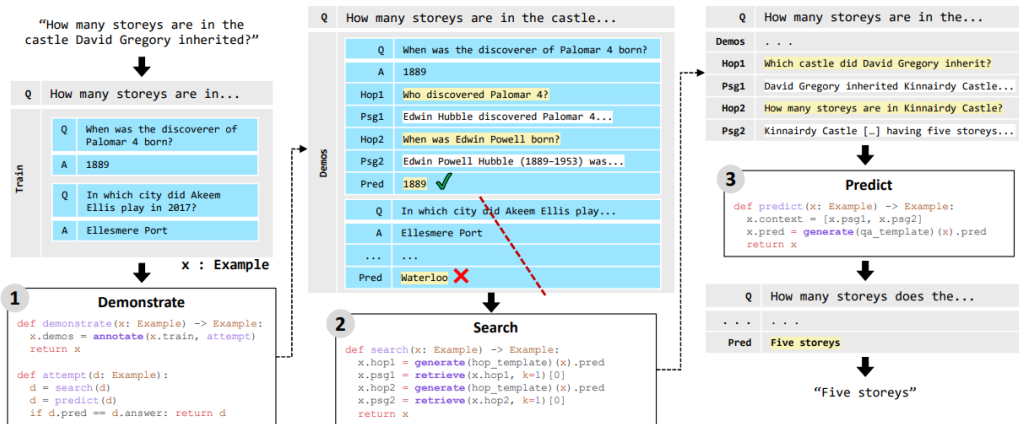 “How many storeys are in the
castle David Gregory inherited?”
Q How many storeys are in...
Train
Q When was the discoverer of
Palomar 4 born?
A 1889
Q In which city did Akeem
Ellis play in 2017?
A Ellesmere Port
x : Example
1 Demonstrate
def demonstrate(x: Example) -> Example:
x.demos = annotate(x.train, attempt)
return x
def attempt(d: Example):
d = search(d)
d = predict(d)
if d.pred == d.answer: return d
Q How many storeys are in the castle...
Demos
Q When was the discoverer of Palomar 4 born?
A 1889
Hop1 Who discovered Palomar 4?
Psg1 Edwin Hubble discovered Palomar 4...
Hop2 When was Edwin Powell born?
Psg2 Edwin Powell Hubble (1889–1953) was...
Pred 1889
Q In which city did Akeem Ellis play...
A Ellesmere Port
... ...
Pred Waterloo
2 Search
def search(x: Example) -> Example:
x.hop1 = generate(hop_template)(x).pred
x.psg1 = retrieve(x.hop1, k=1)[0]
x.hop2 = generate(hop_template)(x).pred
x.psg2 = retrieve(x.hop2, k=1)[0]
return x
Q How many storeys are in the...
Demos . . .
Hop1 Which castle did David Gregory inherit?
Psg1 David Gregory inherited Kinnairdy Castle...
Hop2 How many storeys are in Kinnairdy Castle?
Psg2 Kinnairdy Castle […] having five storeys...
3 Predict
def predict(x: Example) -> Example:
x.context = [x.psg1, x.psg2]
x.pred = generate(qa_template)(x).pred
return x
Q How many storeys does the...
. . . . . .
Pred Five storeys
“Five storeys”